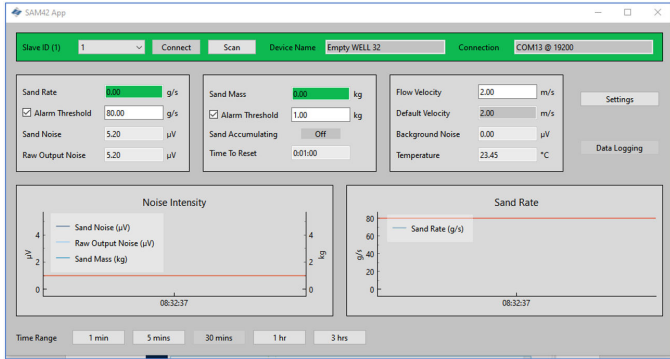 SAM42 App
Slave ID (1) 1 Connect Scan Device Name Empty WELL 32 Connection COM13 @ 19200
Sand Rate 0.00 g/s
Alarm Threshold 80.00 g/s
Sand Noise 5.20 µV
Raw Output Noise 5.20 µV
Sand Mass 0.00 kg
Alarm Threshold 1.00 kg
Sand Accumulating Off
Time To Reset 0:01:00
Flow Velocity 2.00 m/s
Default Velocity 2.00 m/s
Background Noise 0.00 µV
Temperature 23.45 °C
Settings
Data Logging
Noise Intensity
Sand Noise (µV)
Raw Output Noise (µV)
Sand Mass (kg)
µV
4
2
0
kg
4
2
0
08:32:37
Sand Rate
Sand Rate (g/s)
g/s
80
60
40
20
0
08:32:37
Time Range 1 min 5 mins 30 mins 1 hr 3 hrs